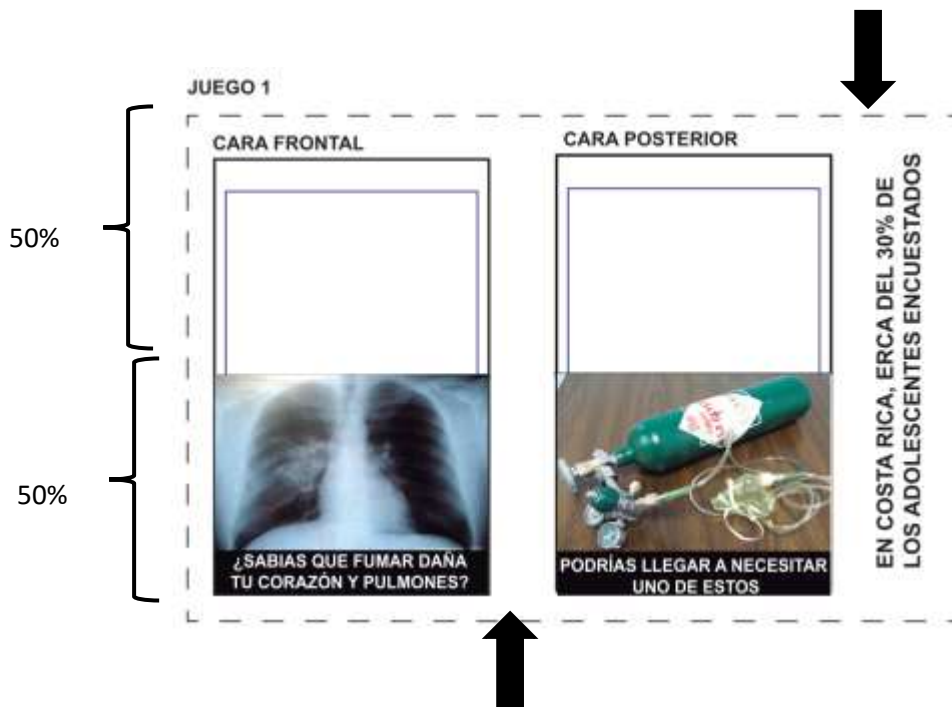 JUEGO 1
CARA FRONTAL
CARA POSTERIOR
50%
50%
¿SABIAS QUE FUMAR DAÑA
TU CORAZÓN Y PULMONES?
PODRÍAS LLEGAR A NECESITAR
UNO DE ESTOS
EN COSTA RICA, ERCA DEL 30% DE
LOS ADOLESCENTES ENCUESTADOS